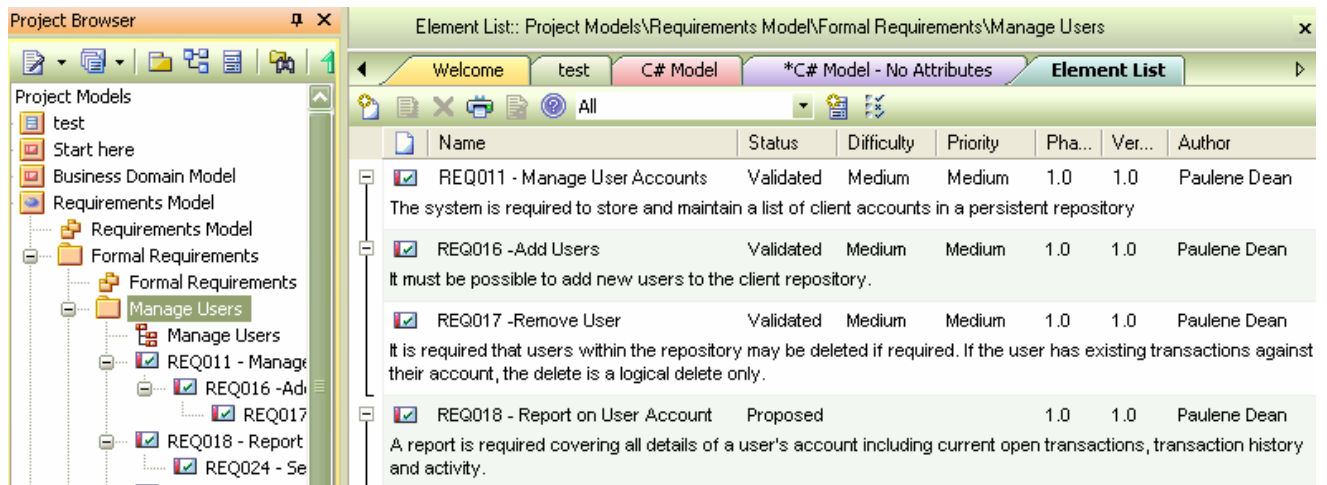 Project Browser
Project Models
test
Start here
Business Domain Model
Requirements Model
Requirements Model
Formal Requirements
Formal Requirements
Manage Users
Manage Users
REQ011 - Manage
REQ016 -Ad
REQ017
REQ018 - Report
REQ024 - Se
Element List:: Project Models\Requirements Model\Formal Requirements\Manage Users
Welcome test C# Model *C# Model - No Attributes Element List
All
Name Status Difficulty Priority Pha... Ver... Author
REQ011 - Manage User Accounts Validated Medium Medium 1.0 1.0 Paulene Dean
The system is required to store and maintain a list of client accounts in a persistent repository
REQ016 -Add Users Validated Medium Medium 1.0 1.0 Paulene Dean
It must be possible to add new users to the client repository.
REQ017 -Remove User Validated Medium Medium 1.0 1.0 Paulene Dean
It is required that users within the repository may be deleted if required. If the user has existing transactions against
their account, the delete is a logical delete only.
REQ018 - Report on User Account Proposed 1.0 1.0 Paulene Dean
A report is required covering all details of a user's account including current open transactions, transaction history
and activity.